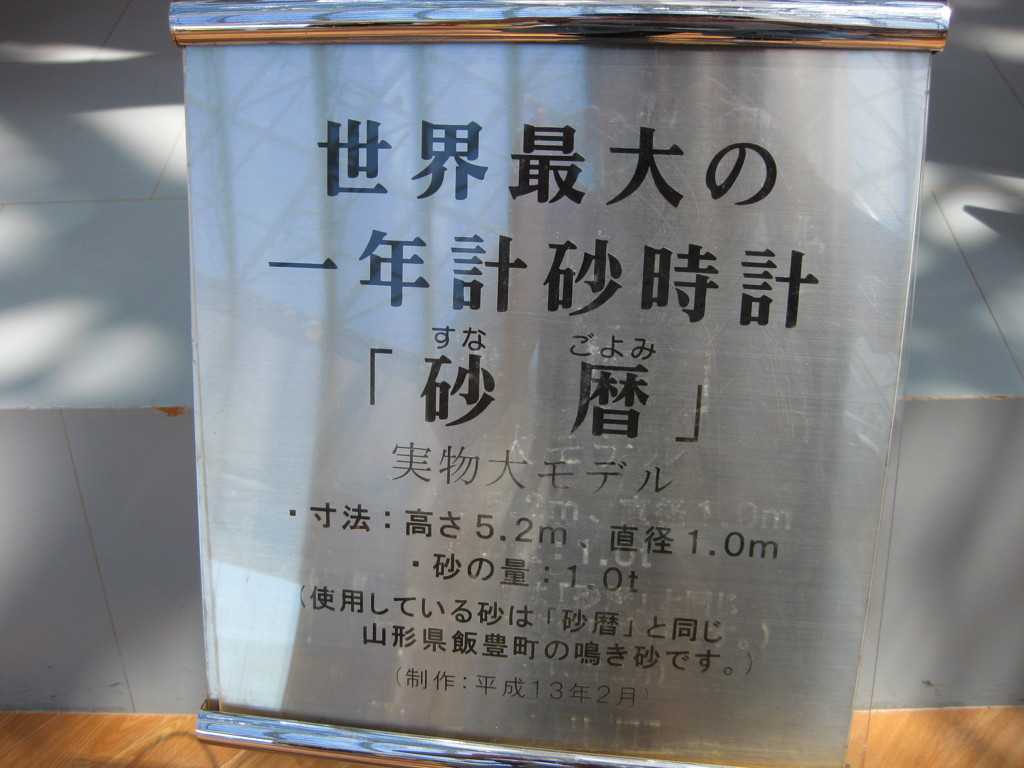 世界最大の
一年計砂時計
すな ごよみ
「砂 暦」
実物大モデル
・寸法：高さ5.2m、直径1.0m
・砂の量：1.0t
（使用している砂は「砂暦」と同じ
山形県飯豊町の鳴き砂です。）
（制作：平成13年2月）